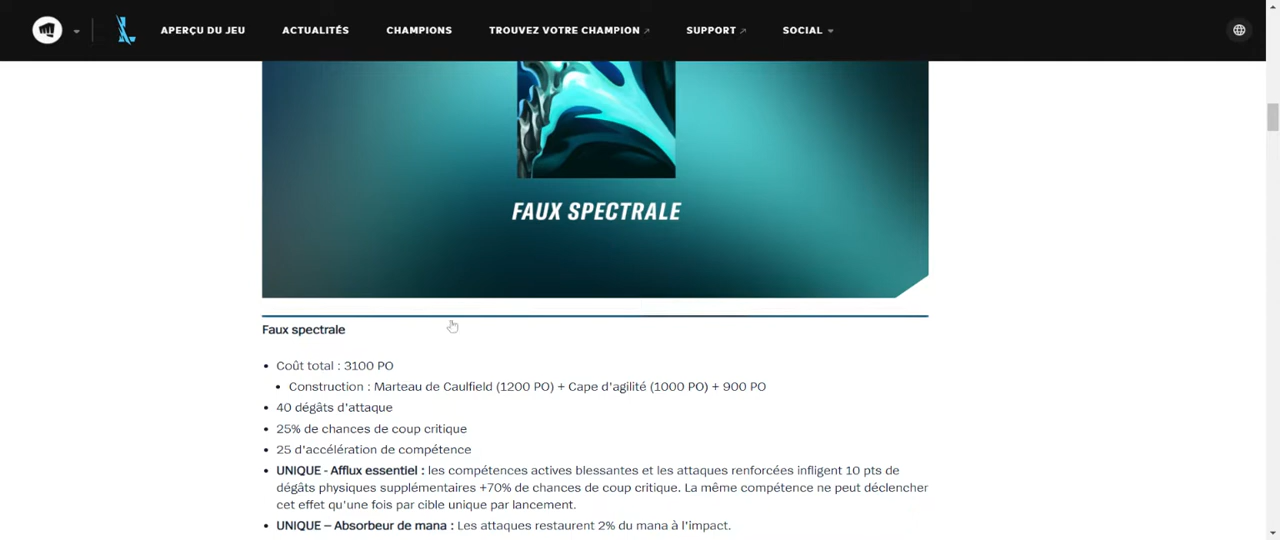 APERÇU DU JEU ACTUALITÉS CHAMPIONS TROUVEZ VOTRE CHAMPION SUPPORT SOCIAL
FAUX SPECTRALE
Faux spectrale
Coût total : 3100 PO
Construction : Marteau de Caulfield (1200 PO) + Cape d'agilité (1000 PO) + 900 PO
40 dégâts d'attaque
25% de chances de coup critique
25 d'accélération de compétence
UNIQUE - Afflux essentiel : les compétences actives blessantes et les attaques renforcées infligent 10 pts de
dégâts physiques supplémentaires +70% de chances de coup critique. La même compétence ne peut déclencher
cet effet qu'une fois par cible unique par lancement.
UNIQUE – Absorbeur de mana : Les attaques restaurent 2% du mana à l'impact.